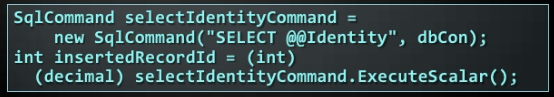 SqlCommand selectIdentityCommand =
new SqlCommand("SELECT @@Identity", dbCon);
int insertedRecordId = (int)
(decimal) selectIdentityCommand.ExecuteScalar();